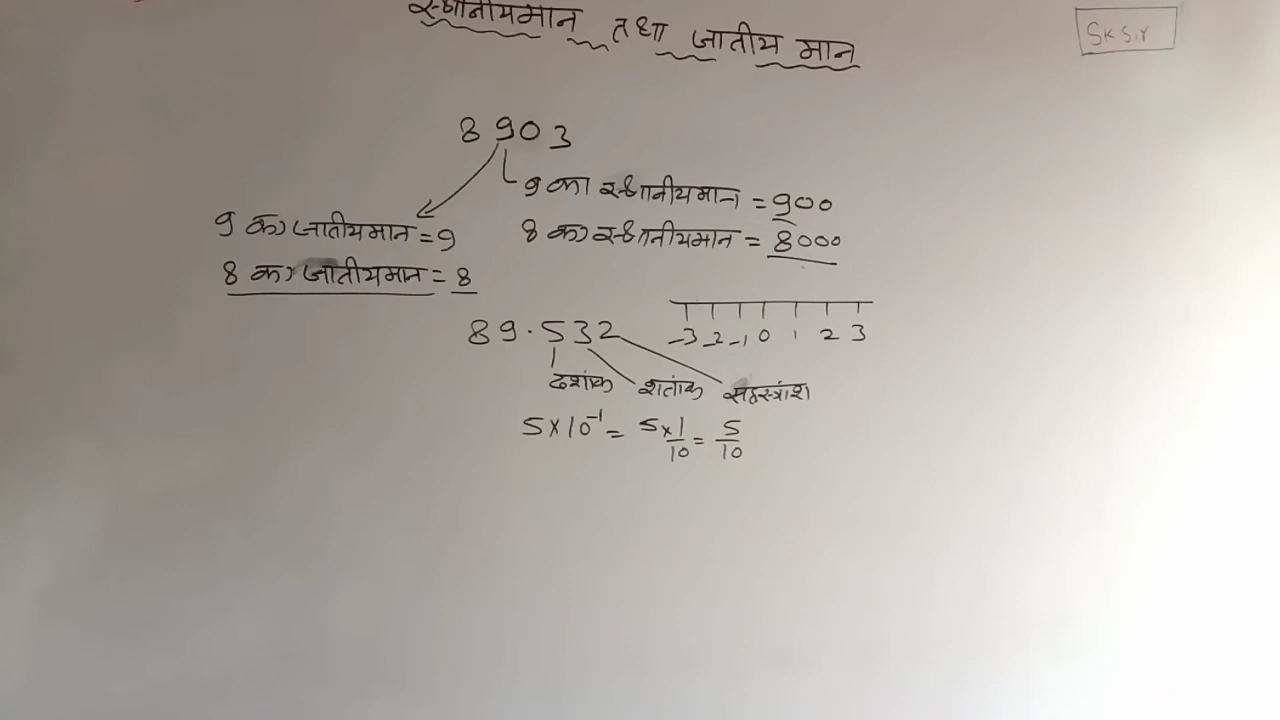 स्थानीयमान तथा जातीय मान
SK Sir
8903
9 का स्थानीयमान = 900
9 का जातीयमान = 9
8 का स्थानीयमान = 8000
8 का जातीयमान = 8
89.532
-3 -2 -1 0 1 2 3
दशांक शतांक सहस्त्रांश
5×10⁻¹ = 5×1/10 = 5/10